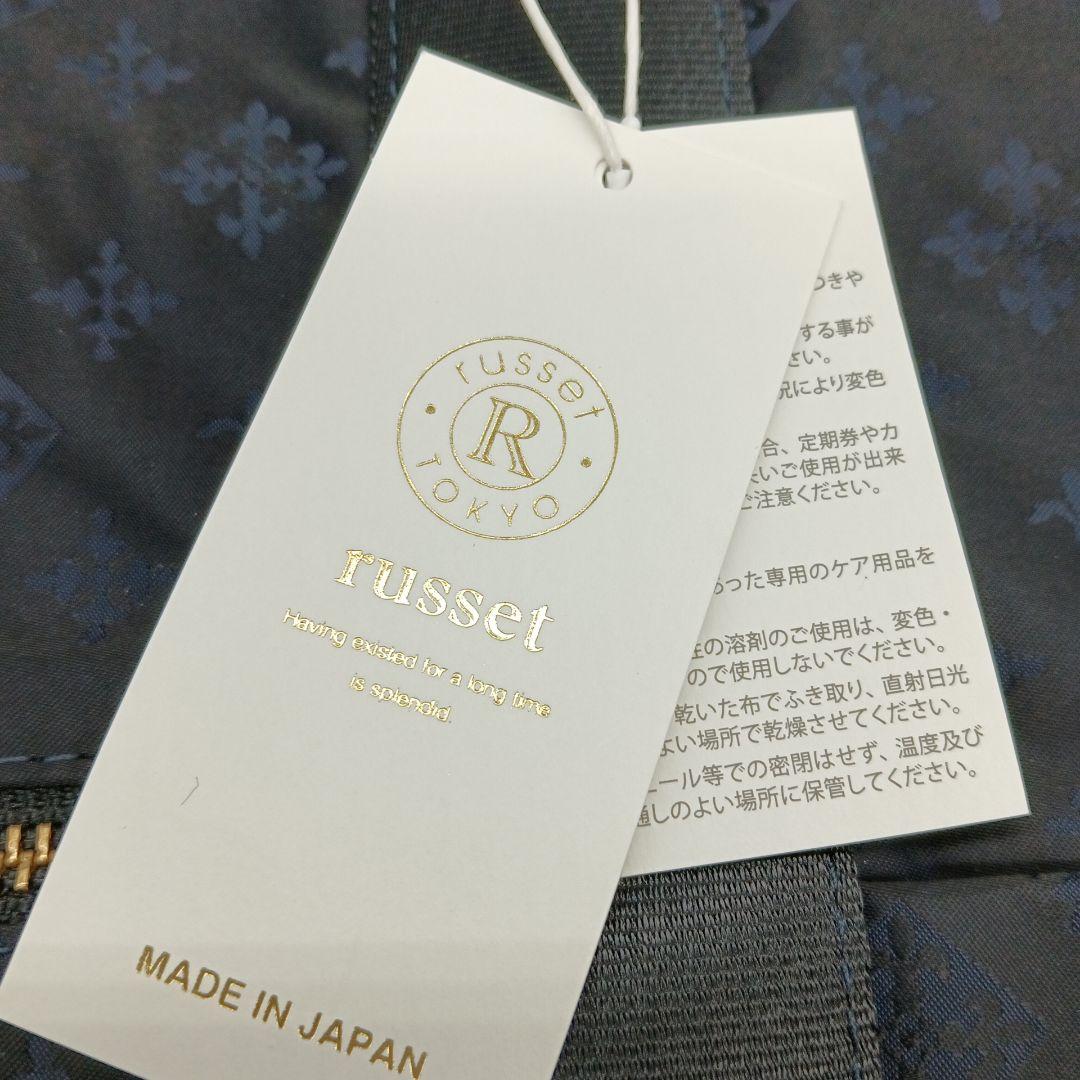 russet
R
TOKYO
russet
Having existed for a long time
is splendid.
MADE IN JAPAN
つきや
する事が
さい。
況により変色
合、定期券やカ
いご使用が出来
ご注意ください。
あった専用のケア用品を
性の溶剤のご使用は、変色・
ので使用しないでください。
乾いた布でふき取り、直射日光
よい場所で乾燥させてください。
ニール等での密閉はせず、温度及び
通しのよい場所に保管してください。